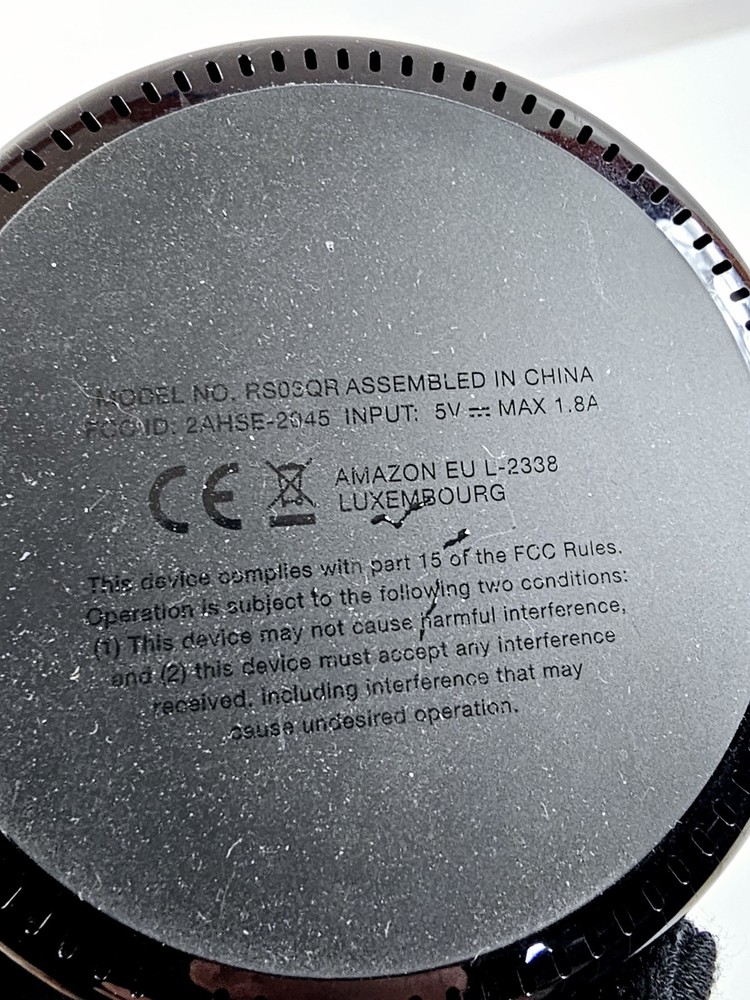 MODEL NO. RS03QR ASSEMBLED IN CHINA
FCC ID: 2AHSE-2045 INPUT: 5V ⎓ MAX 1.8A
CE AMAZON EU L-2338
LUXEMBOURG
This device complies with part 15 of the FCC Rules.
Operation is subject to the following two conditions:
(1) This device may not cause harmful interference,
and (2) this device must accept any interference
received, including interference that may
cause undesired operation.